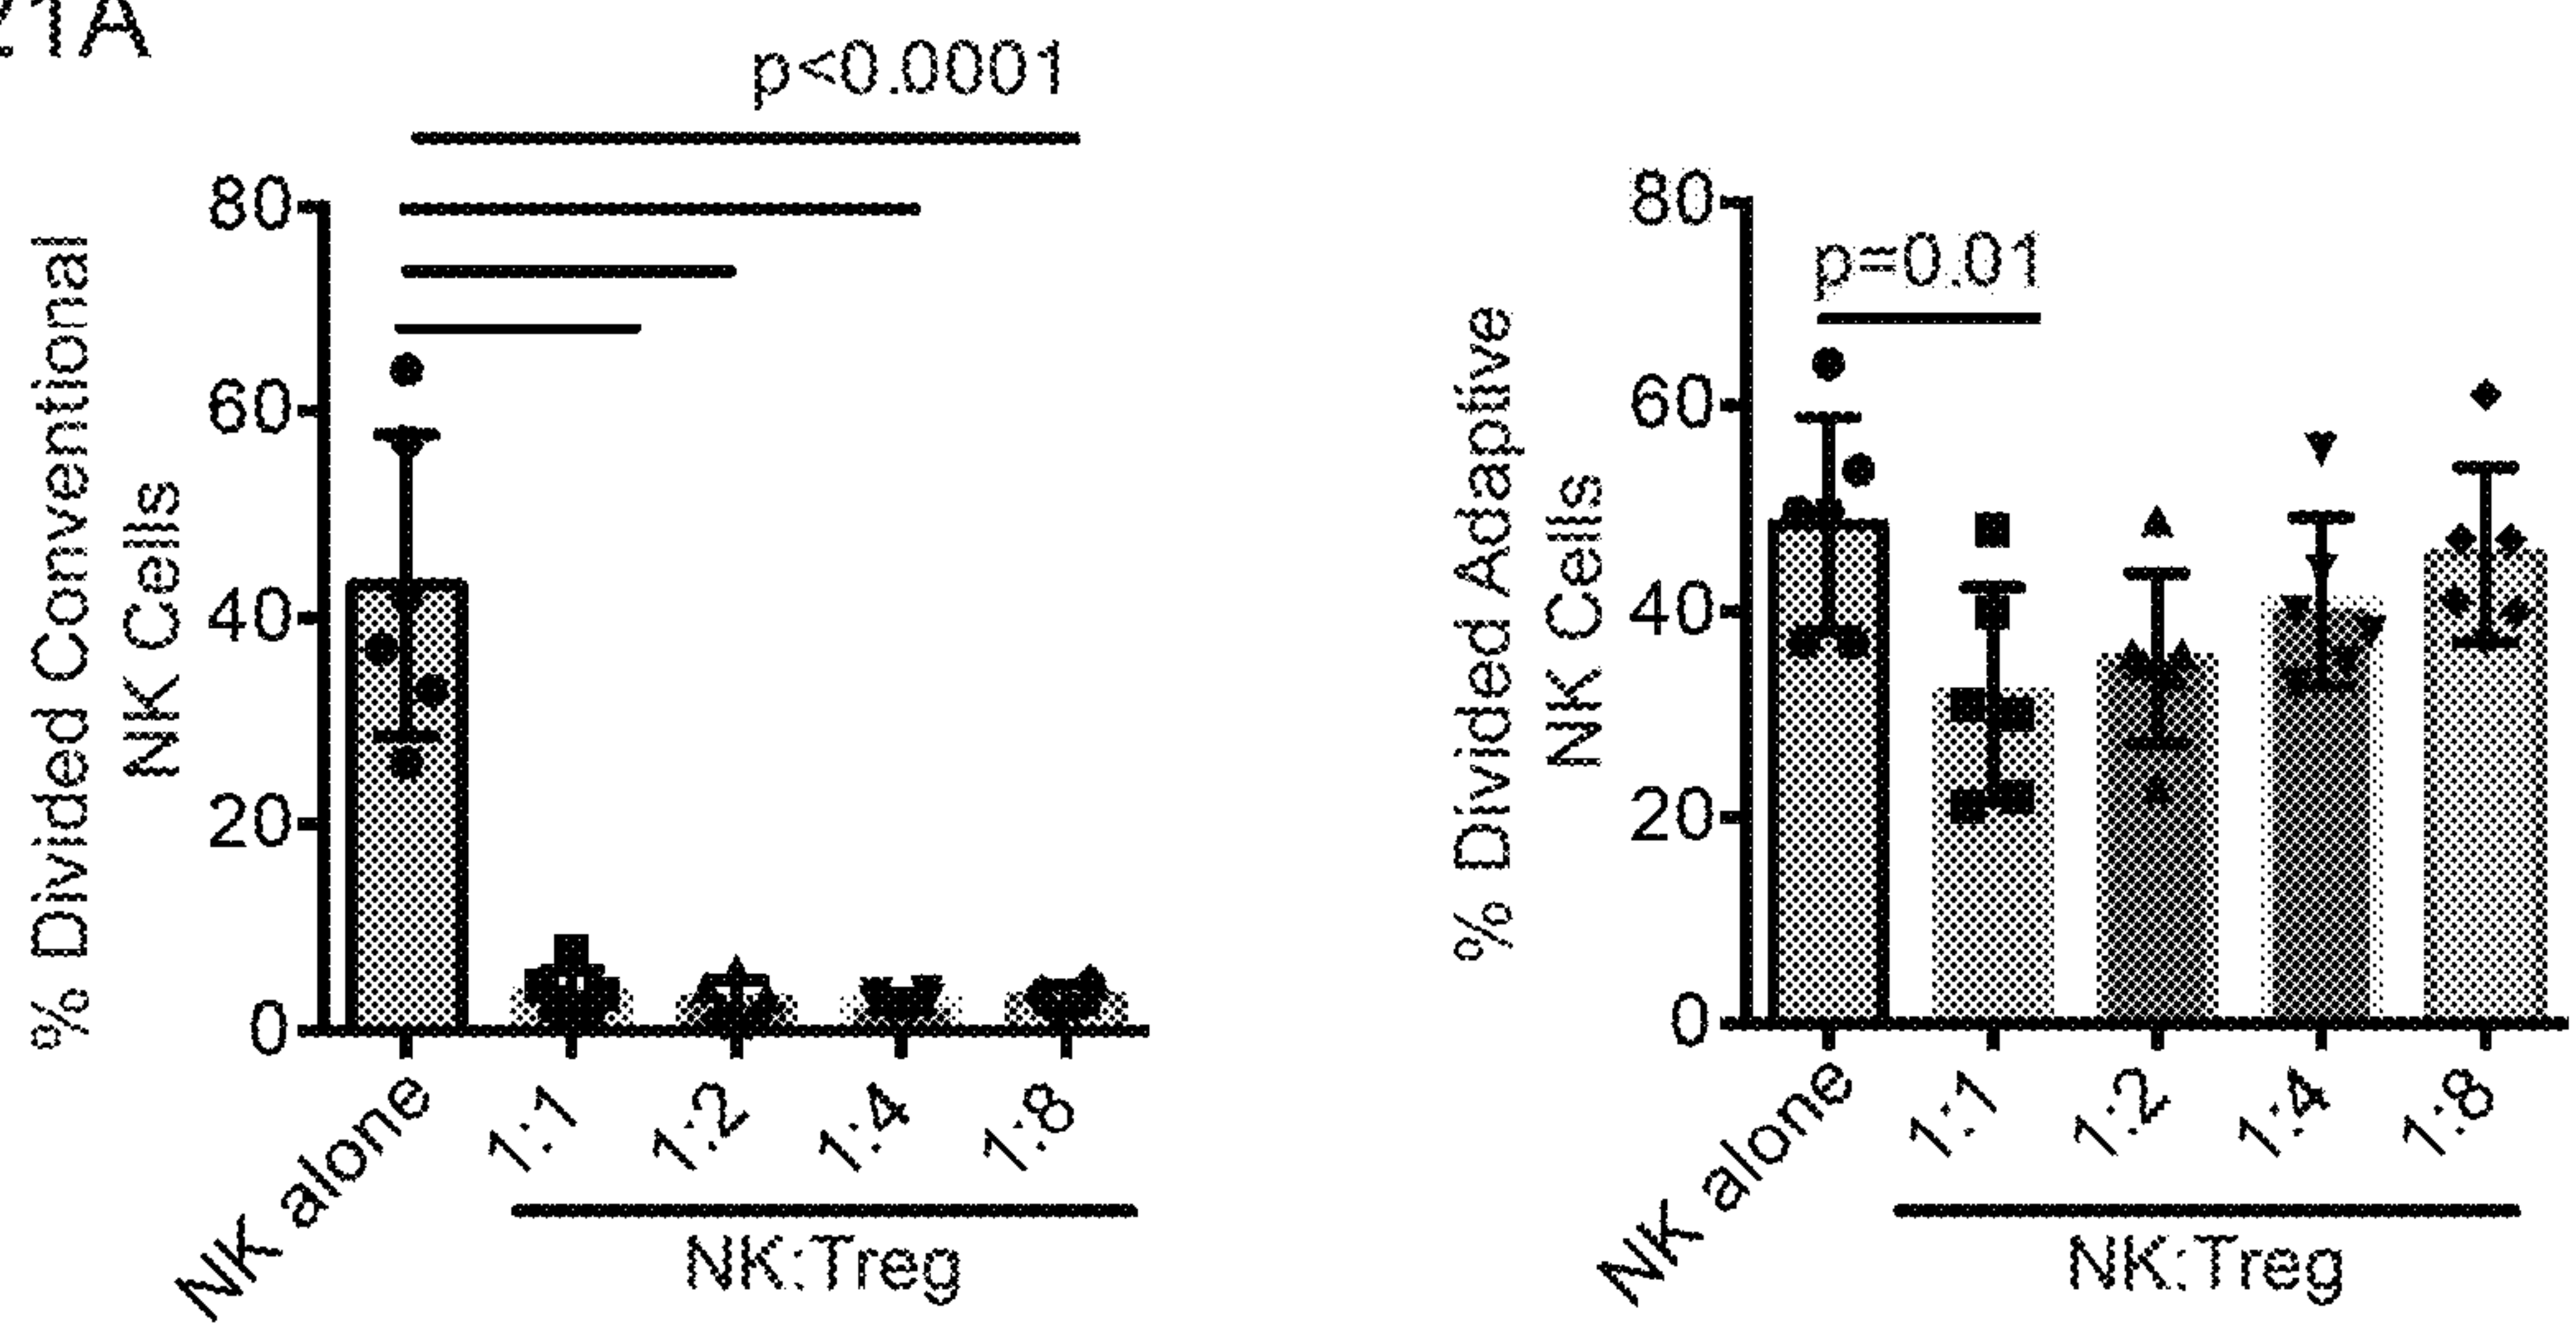 21A
p<0.0001
% Divided Conventional
NK Cells
80
60
40
20
0
NK alone
1:1
1:2
1:4
1:8
NK:Treg
p=0.01
% Divided Adaptive
NK Cells
80
60
40
20
0
NK alone
1:1
1:2
1:4
1:8
NK:Treg